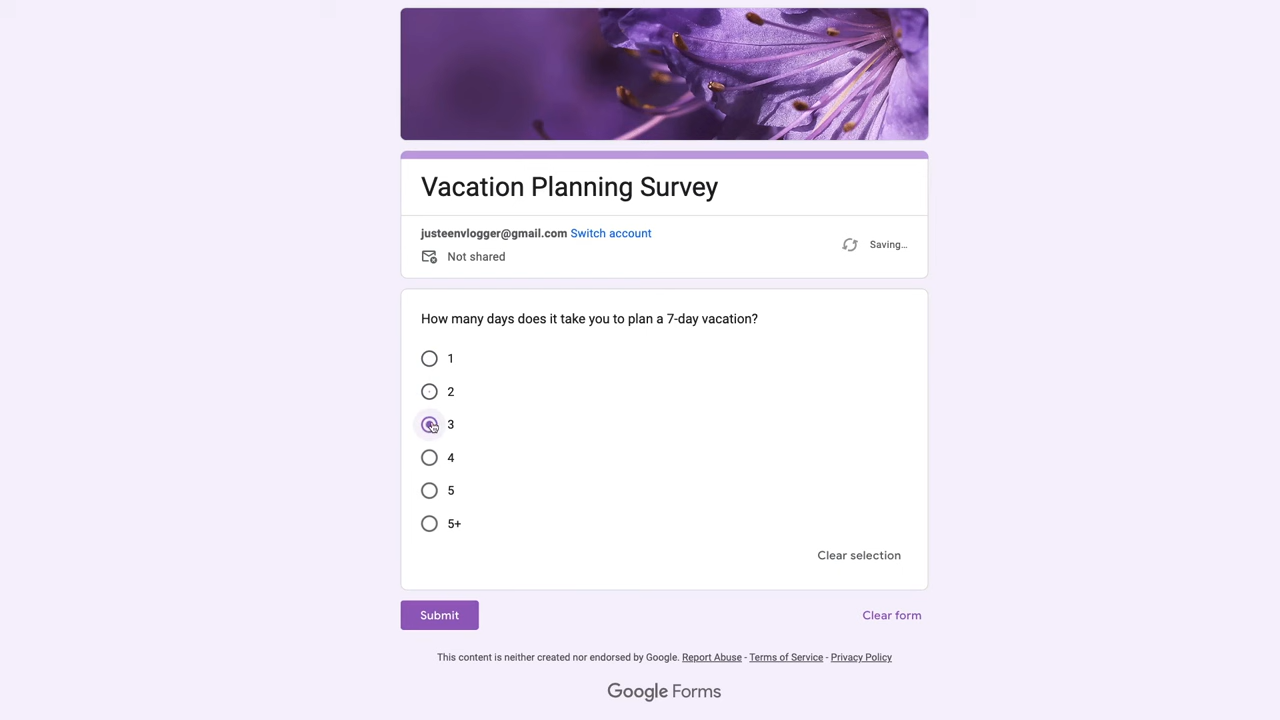 Vacation Planning Survey
justeenvlogger@gmail.com Switch account
Not shared
Saving...
How many days does it take you to plan a 7-day vacation?
1
2
3
4
5
5+
Clear selection
Submit
Clear form
This content is neither created nor endorsed by Google. Report Abuse - Terms of Service - Privacy Policy
Google Forms